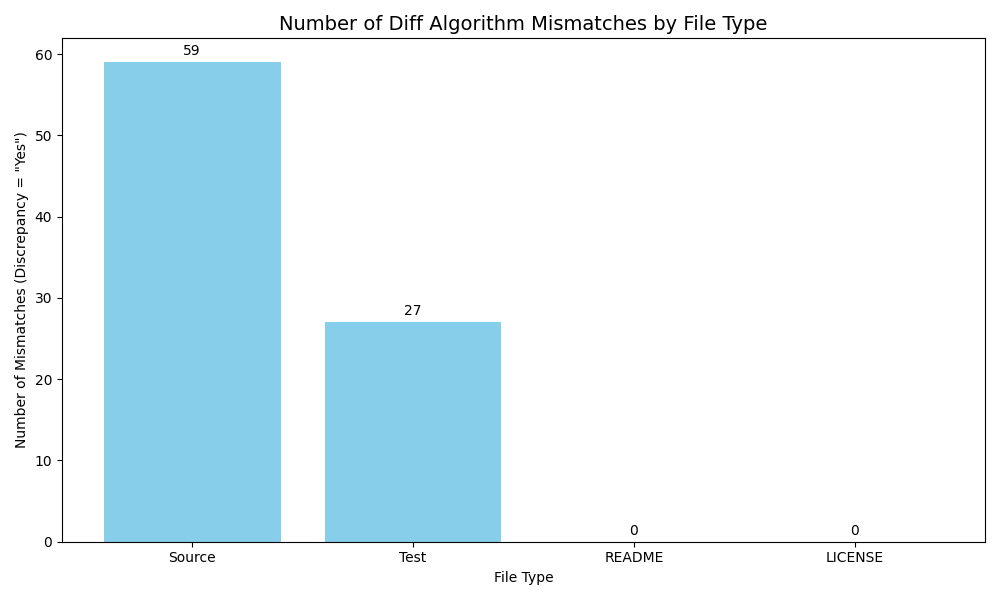 Number of Diff Algorithm Mismatches by File Type
Number of Mismatches (Discrepancy = "Yes")
60
50
40
30
20
10
0
59
27
0
0
Source
Test
README
LICENSE
File Type